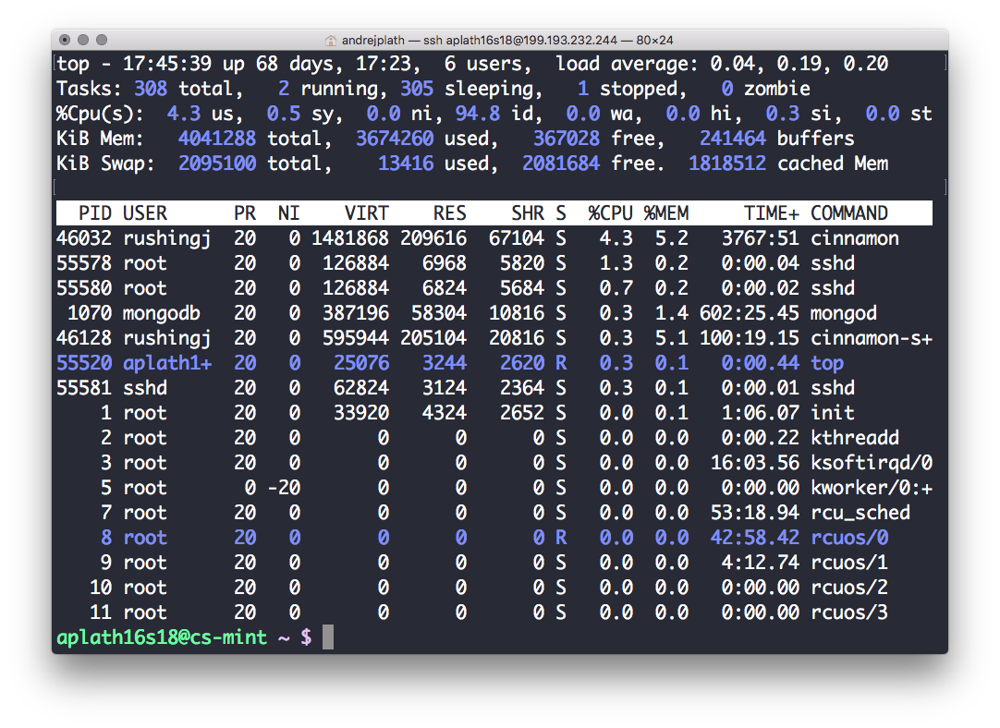 andrejplath — ssh aplath16s18@199.193.232.244 — 80×24
top - 17:45:39 up 68 days, 17:23,  6 users,  load average: 0.04, 0.19, 0.20
Tasks: 308 total,   2 running, 305 sleeping,   1 stopped,   0 zombie
%Cpu(s):  4.3 us,  0.5 sy,  0.0 ni, 94.8 id,  0.0 wa,  0.0 hi,  0.3 si,  0.0 st
KiB Mem:   4041288 total,  3674260 used,   367028 free,   241464 buffers
KiB Swap:  2095100 total,    13416 used,  2081684 free.  1818512 cached Mem
  PID USER      PR  NI    VIRT    RES    SHR S  %CPU %MEM     TIME+ COMMAND
46032 rushingj  20   0 1481868 209616  67104 S   4.3  5.2   3767:51 cinnamon
55578 root      20   0  126884   6968   5820 S   1.3  0.2   0:00.04 sshd
55580 root      20   0  126884   6824   5684 S   0.7  0.2   0:00.02 sshd
 1070 mongodb   20   0  387196  58304  10816 S   0.3  1.4 602:25.45 mongod
46128 rushingj  20   0  595944 205104  20816 S   0.3  5.1 100:19.15 cinnamon-s+
55520 aplath1+  20   0   25076   3244   2620 R   0.3  0.1   0:00.44 top
55581 sshd      20   0   62824   3124   2364 S   0.3  0.1   0:00.01 sshd
    1 root      20   0   33920   4324   2652 S   0.0  0.1   1:06.07 init
    2 root      20   0       0      0      0 S   0.0  0.0   0:00.22 kthreadd
    3 root      20   0       0      0      0 S   0.0  0.0  16:03.56 ksoftirqd/0
    5 root       0 -20       0      0      0 S   0.0  0.0   0:00.00 kworker/0:+
    7 root      20   0       0      0      0 S   0.0  0.0  53:18.94 rcu_sched
    8 root      20   0       0      0      0 R   0.0  0.0  42:58.42 rcuos/0
    9 root      20   0       0      0      0 S   0.0  0.0   4:12.74 rcuos/1
   10 root      20   0       0      0      0 S   0.0  0.0   0:00.00 rcuos/2
   11 root      20   0       0      0      0 S   0.0  0.0   0:00.00 rcuos/3
aplath16s18@cs-mint ~ $